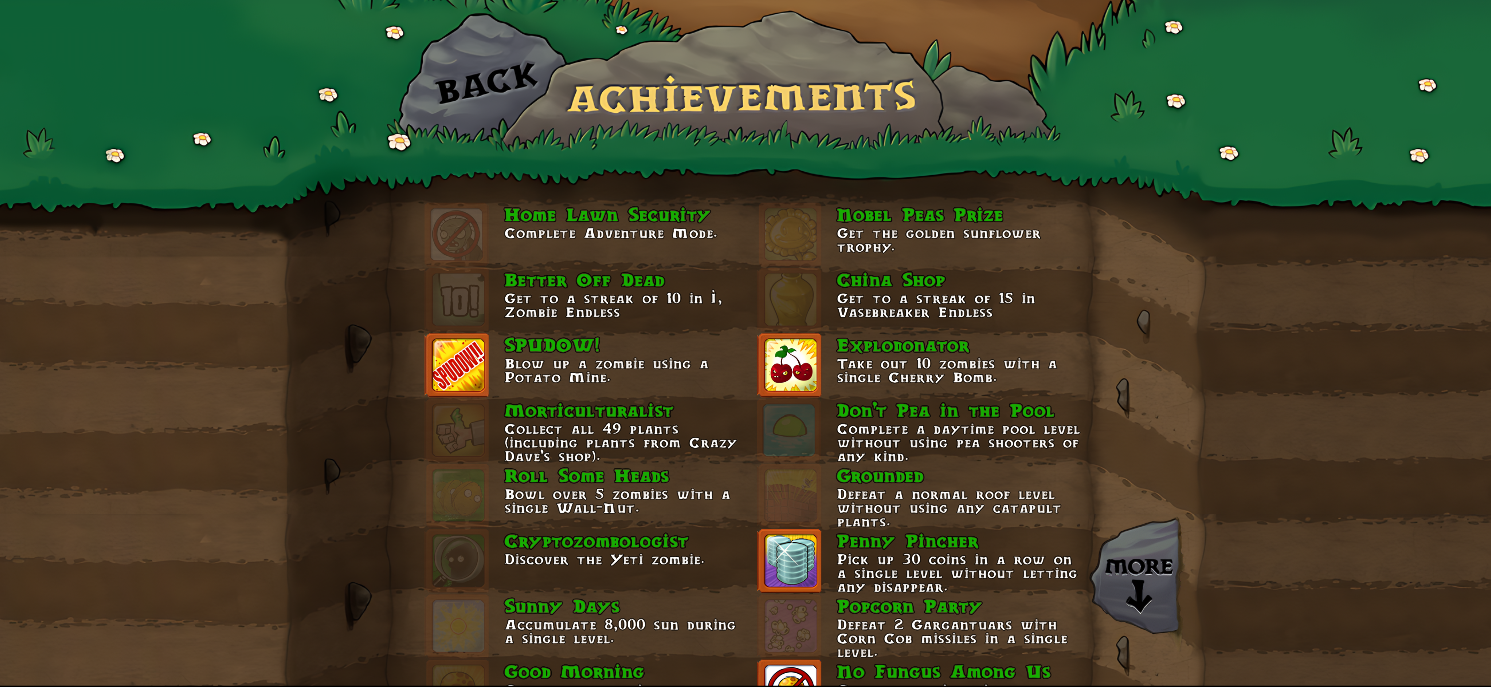 BACK
ACHIEVEMENTS
Home Lawn Security
Complete Adventure Mode.
Nobel Peas Prize
Get the golden sunflower
trophy.
Better Off Dead
Get to a streak of 10 in I,
Zombie Endless
10!
China Shop
Get to a streak of 15 in
Vasebreaker Endless
SPUDOW!
Blow up a zombie using a
Potato Mine.
SPUDOW!
Explodonator
Take out 10 zombies with a
single Cherry Bomb.
Morticulturalist
Collect all 49 plants
(including plants from Crazy
Dave's shop).
Don't Pea in the Pool
Complete a daytime pool level
without using pea shooters of
any kind.
Roll Some Heads
Bowl over 5 zombies with a
single Wall-Nut.
Grounded
Defeat a normal roof level
without using any catapult
plants.
Cryptozombologist
Discover the Yeti zombie.
Penny Pincher
Pick up 30 coins in a row on
a single level without letting
any disappear.
MORE
Sunny Days
Accumulate 8,000 sun during
a single level.
Popcorn Party
Defeat 2 Gargantuars with
Corn Cob missiles in a single
level.
Good Morning
No Fungus Among Us